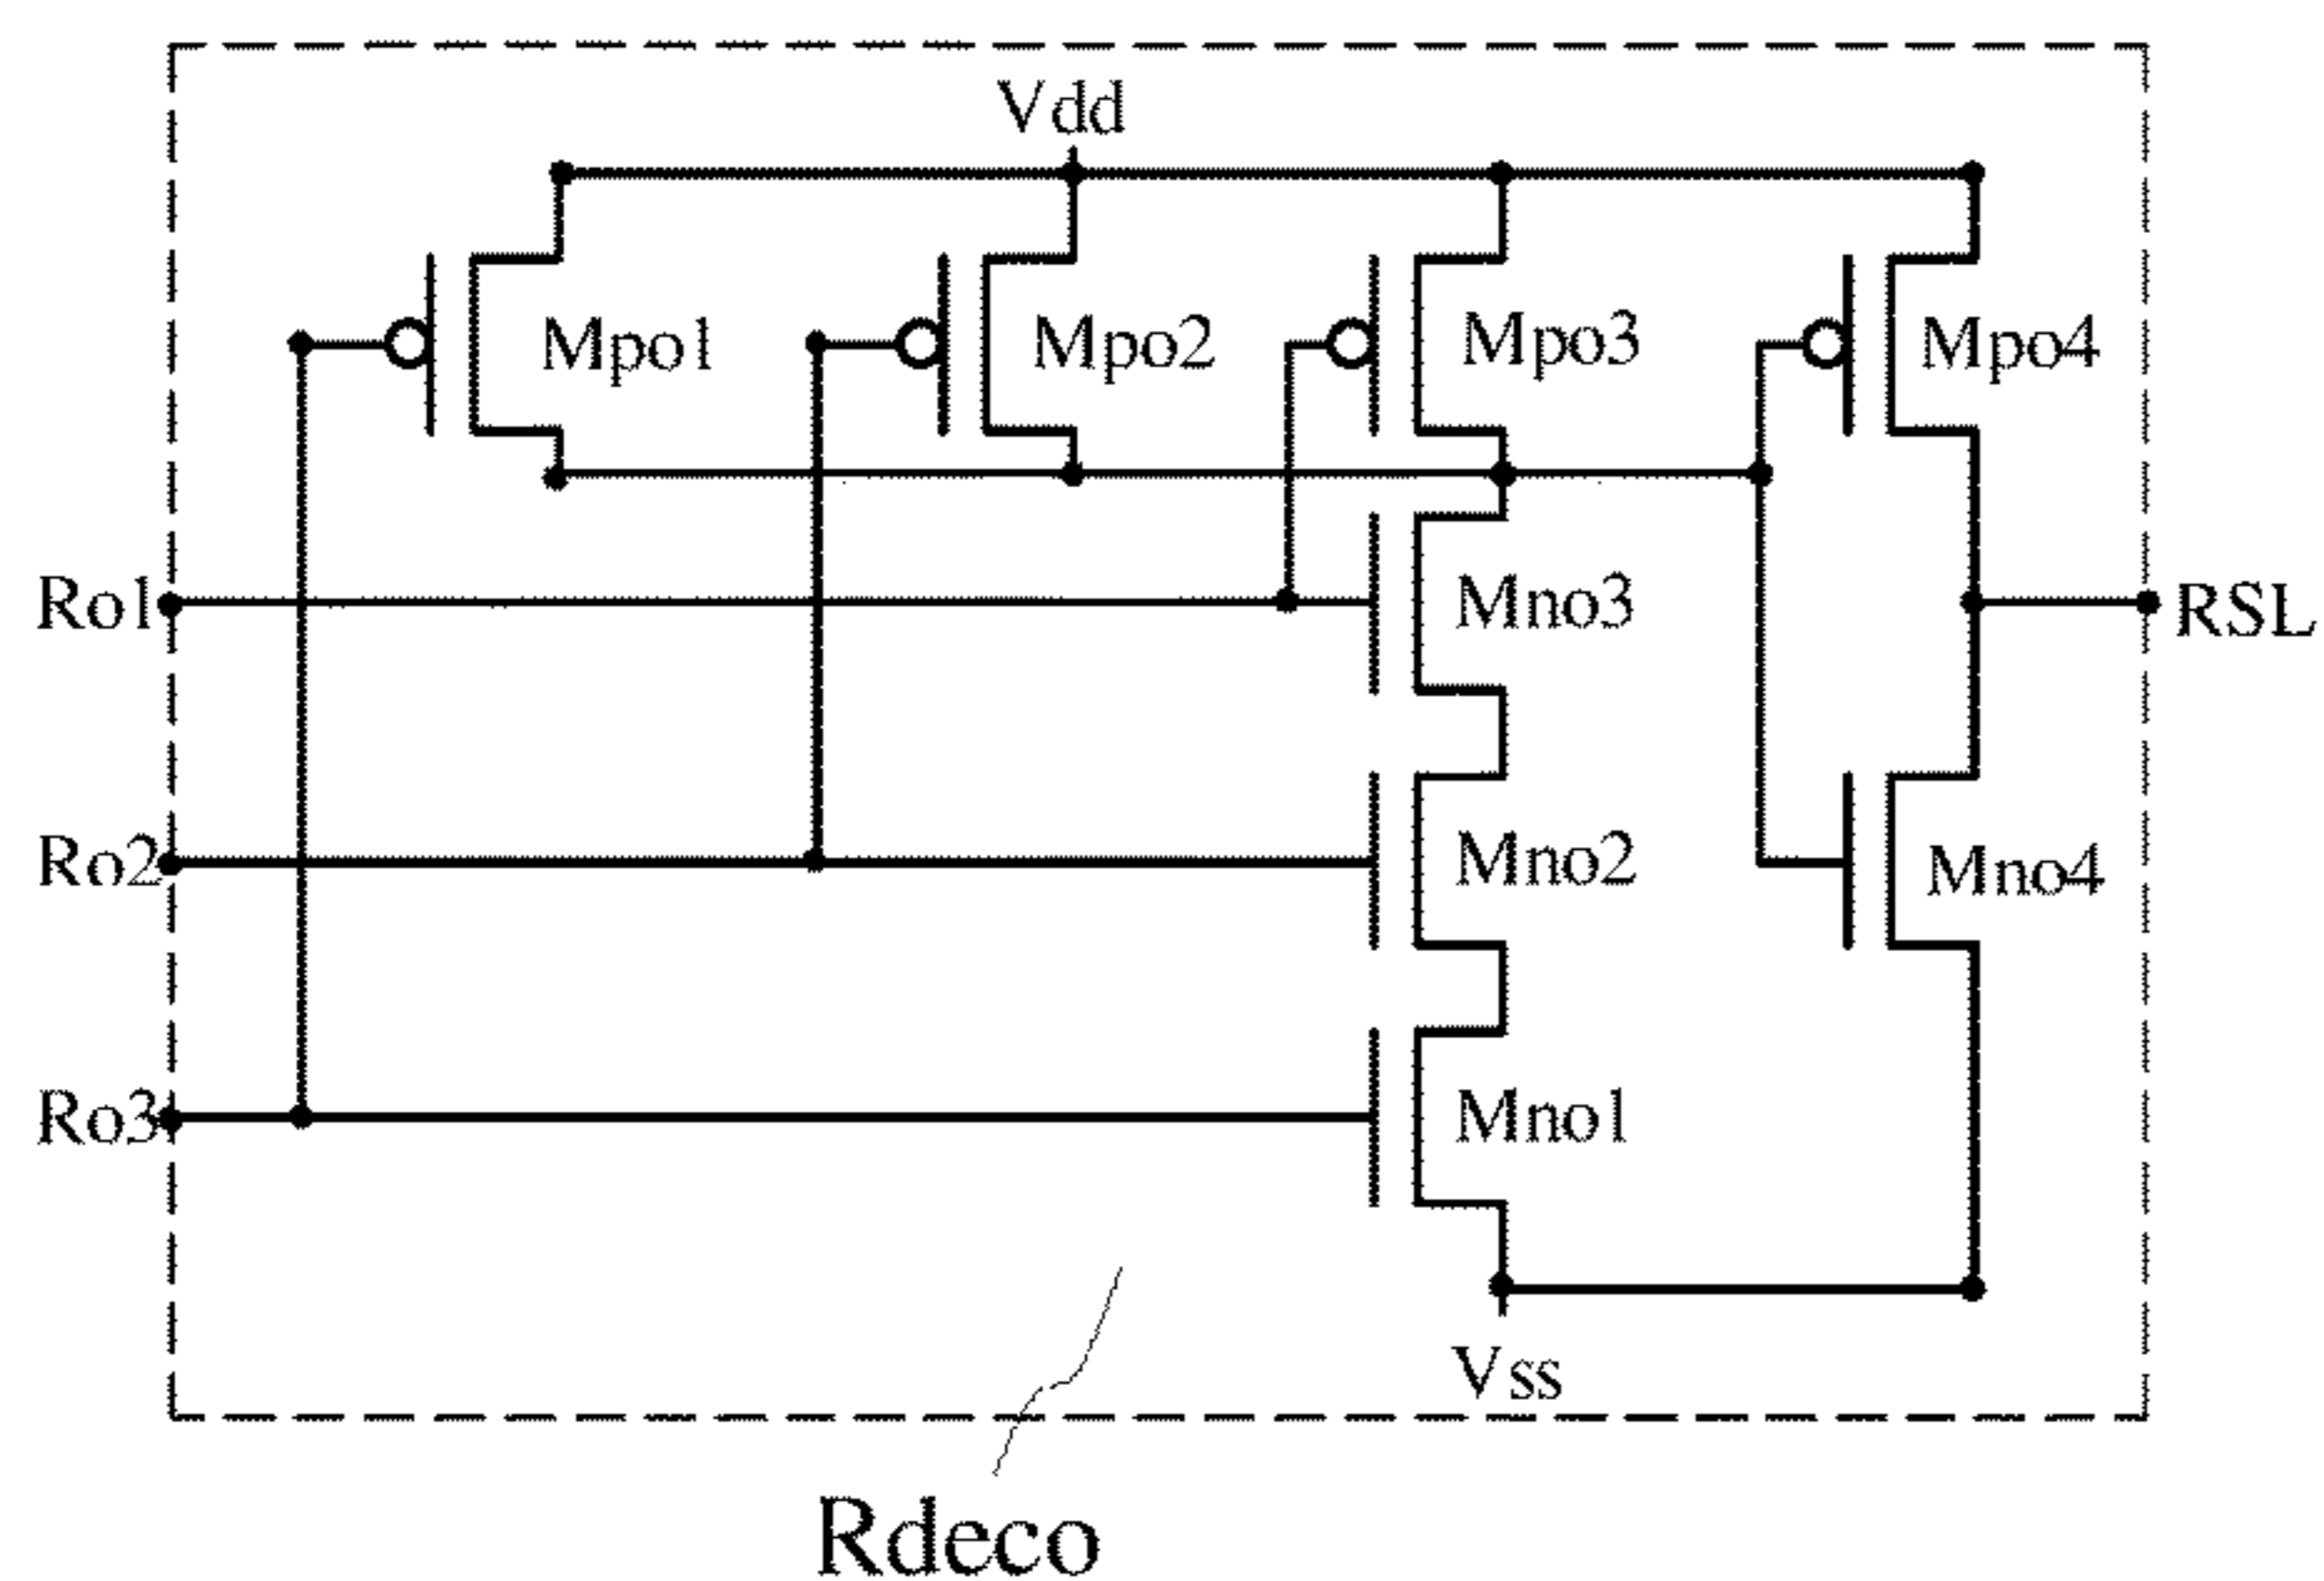 Vdd
Mpo1 Mpo2 Mpo3 Mpo4
Ro1 Mno3 RSL
Ro2 Mno2 Mno4
Ro3 Mno1
Vss
Rdeco